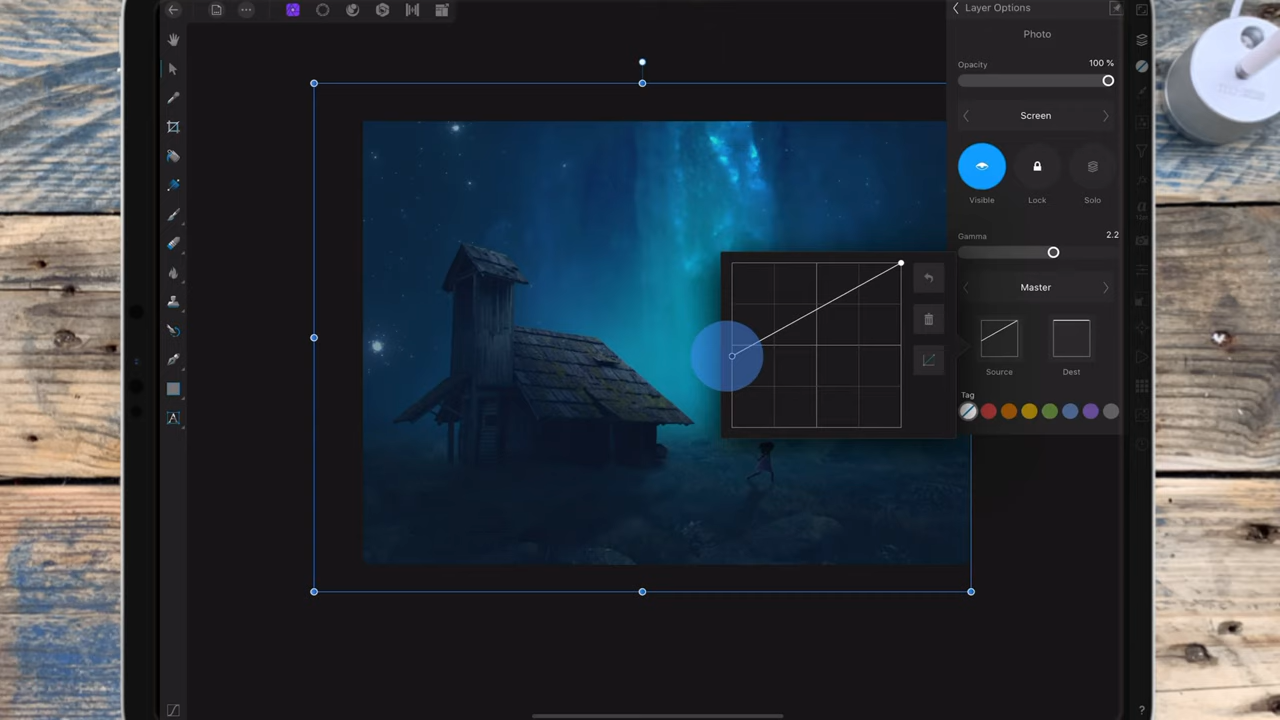 Layer Options
Photo
Opacity
100 %
Screen
Visible
Lock
Solo
Gamma
2.2
Master
Source
Dest
Tag
A
?